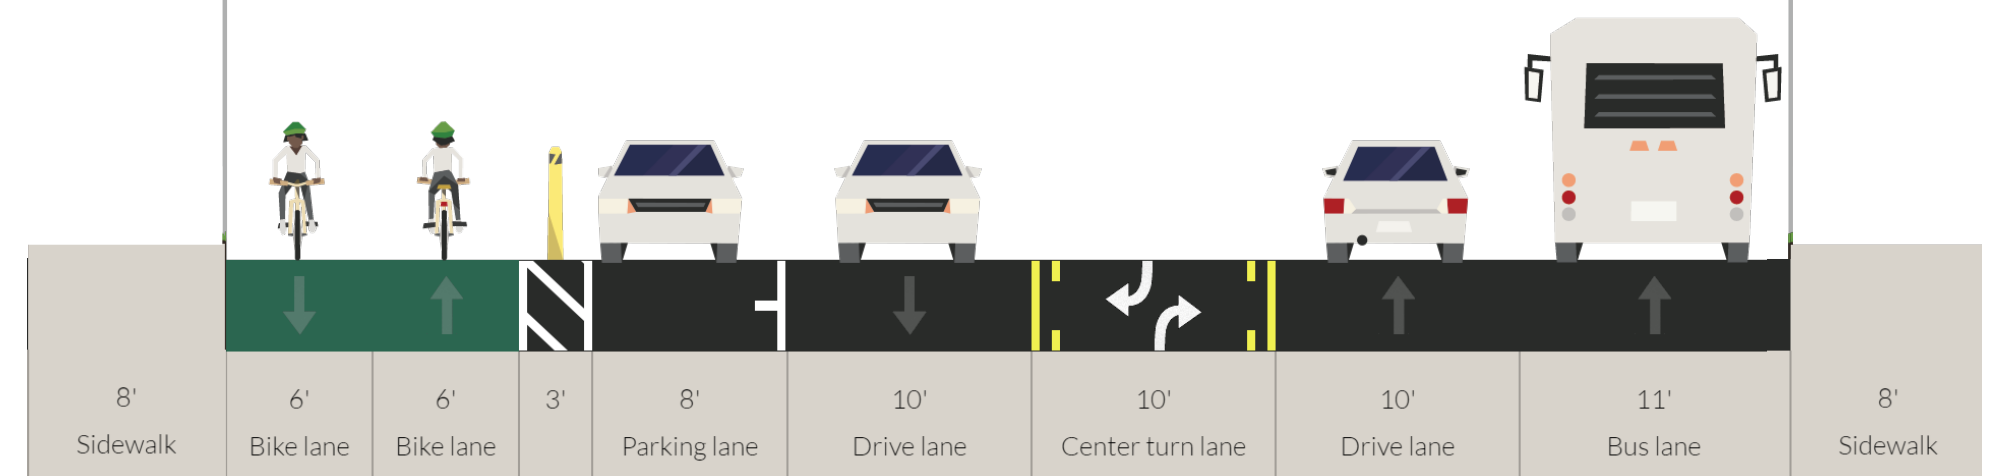 8' 6' 6' 3' 8' 10' 10' 10' 11' 8'
Sidewalk Bike lane Bike lane Parking lane Drive lane Center turn lane Drive lane Bus lane Sidewalk